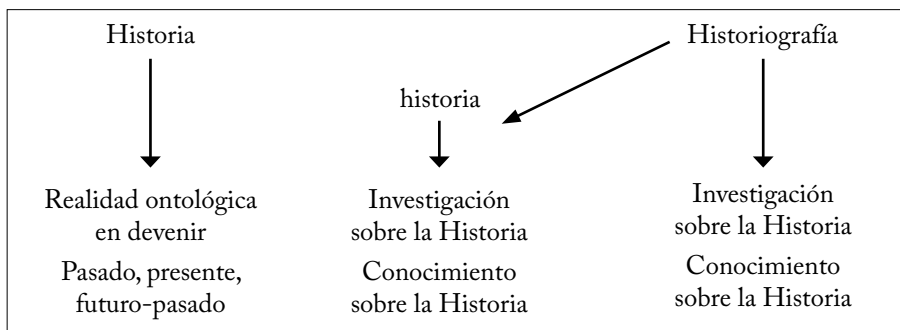 Historia
Historiografía
historia
Realidad ontológica
en devenir
Pasado, presente,
futuro-pasado
Investigación
sobre la Historia
Conocimiento
sobre la Historia
Investigación
sobre la Historia
Conocimiento
sobre la Historia